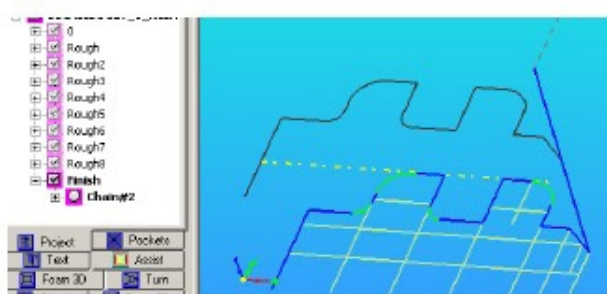 0
Rough
Rough2
Rough3
Rough4
Rough5
Rough6
Rough7
Rough8
Finish
Chain#2
Project
Pockets
Text
Assist
Foam 3D
Turn